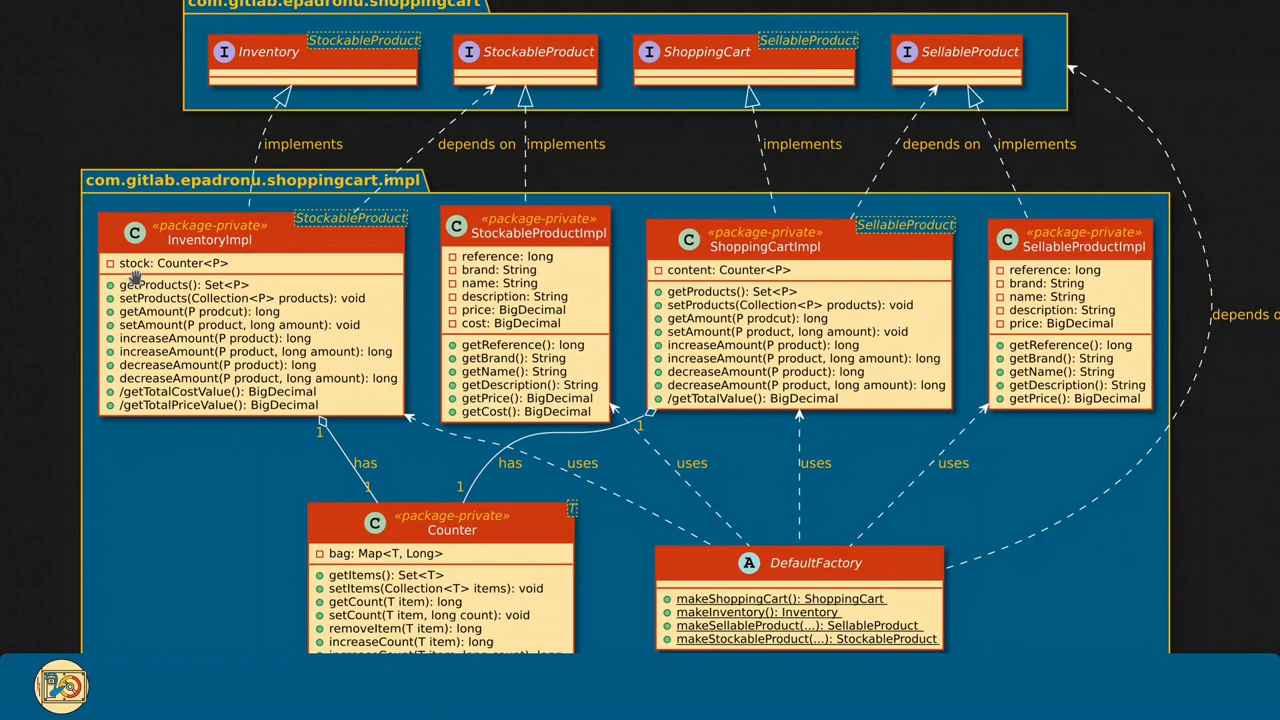 com.gitlab.epadronu.shoppingcart
I Inventory
StockableProduct
I StockableProduct
I ShoppingCart
SellableProduct
I SellableProduct
implements
depends on
implements
implements
depends on
implements
com.gitlab.epadronu.shoppingcart.impl
StockableProduct
C «package-private»
InventoryImpl
stock: Counter<P>
getProducts(): Set<P>
setProducts(Collection<P> products): void
getAmount(P prodcut): long
setAmount(P product, long amount): void
increaseAmount(P product): long
increaseAmount(P product, long amount): long
decreaseAmount(P product): long
decreaseAmount(P product, long amount): long
/getTotalCostValue(): BigDecimal
/getTotalPriceValue(): BigDecimal
C «package-private»
StockableProductImpl
reference: long
brand: String
name: String
description: String
price: BigDecimal
cost: BigDecimal
getReference(): long
getBrand(): String
getName(): String
getDescription(): String
getPrice(): BigDecimal
getCost(): BigDecimal
SellableProduct
C «package-private»
ShoppingCartImpl
content: Counter<P>
getProducts(): Set<P>
setProducts(Collection<P> products): void
getAmount(P prodcut): long
setAmount(P product, long amount): void
increaseAmount(P product): long
increaseAmount(P product, long amount): long
decreaseAmount(P product): long
decreaseAmount(P product, long amount): long
/getTotalValue(): BigDecimal
C «package-private»
SellableProductImpl
reference: long
brand: String
name: String
description: String
price: BigDecimal
getReference(): long
getBrand(): String
getName(): String
getDescription(): String
getPrice(): BigDecimal
depends o
1
1
has
has
uses
uses
uses
uses
1
1
T
C «package-private»
Counter
bag: Map<T, Long>
getItems(): Set<T>
setItems(Collection<T> items): void
getCount(T item): long
setCount(T item, long count): void
removeItem(T item): long
increaseCount(T item): long
increaseCount(T item, long count): long
A DefaultFactory
makeShoppingCart(): ShoppingCart
makeInventory(): Inventory
makeSellableProduct(...): SellableProduct
makeStockableProduct(...): StockableProduct